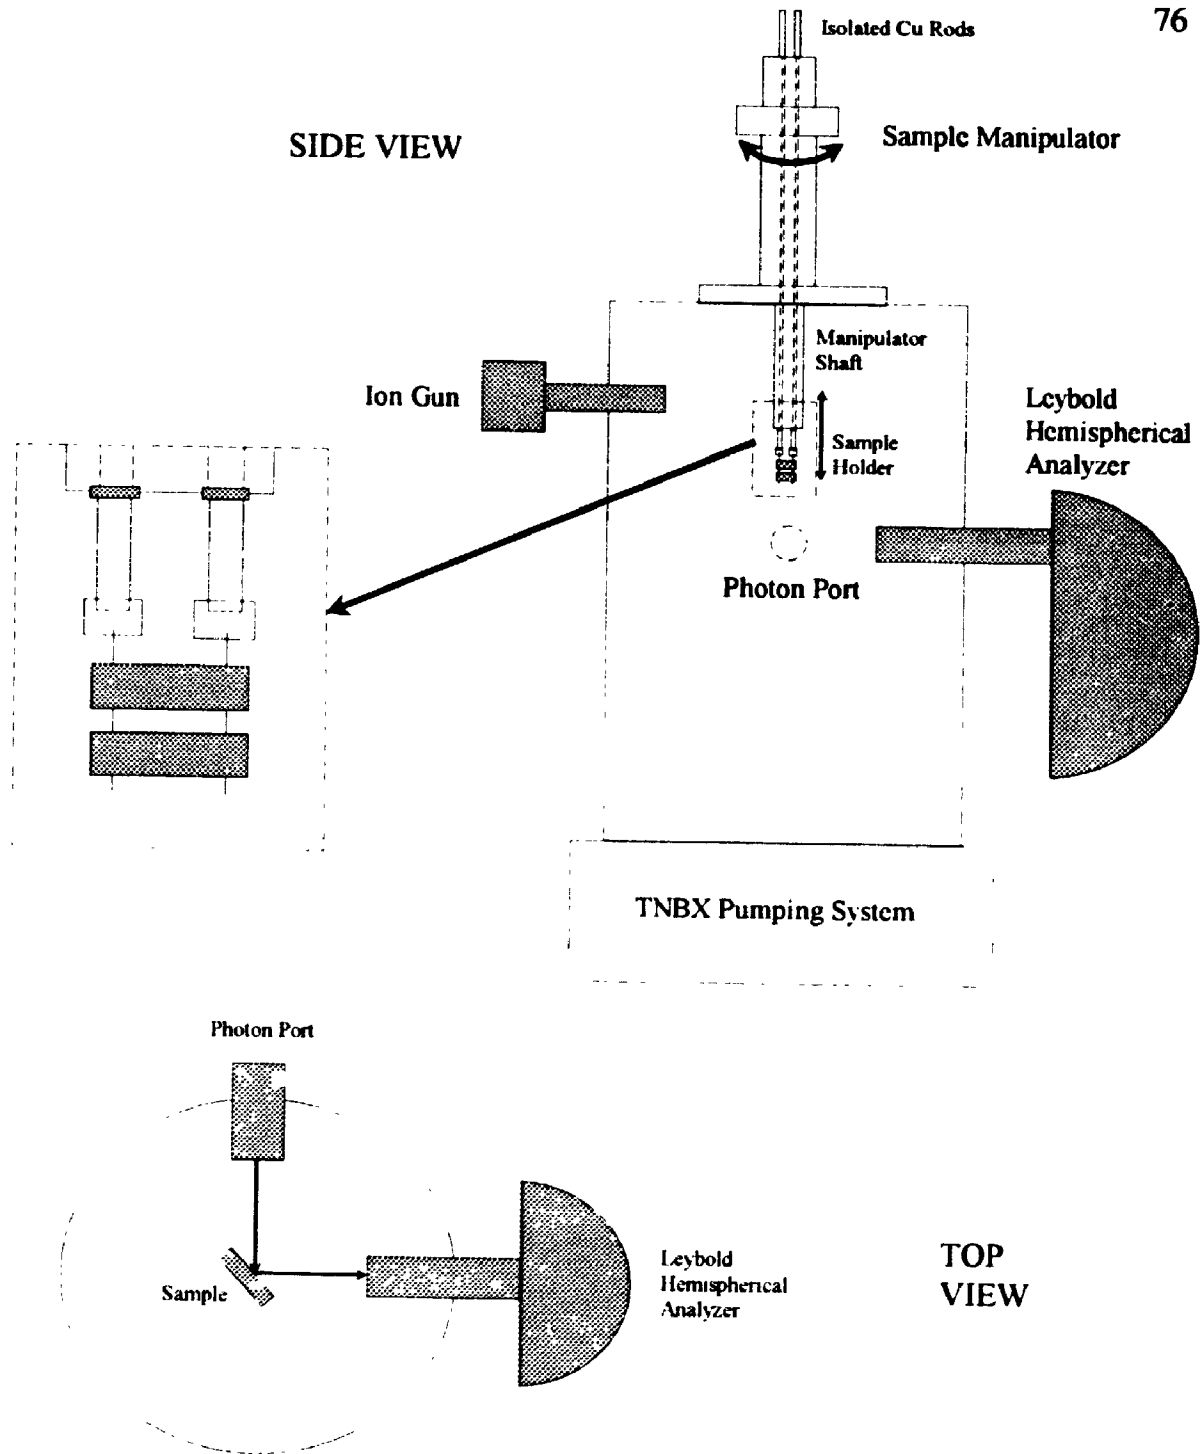 76
Isolated Cu Rods
SIDE VIEW
Sample Manipulator
Manipulator
Shaft
Ion Gun
Leybold
Hemispherical
Analyzer
Sample
Holder
Photon Port
TNBX Pumping System
Photon Port
Sample
Leybold
Hemispherical
Analyzer
TOP
VIEW